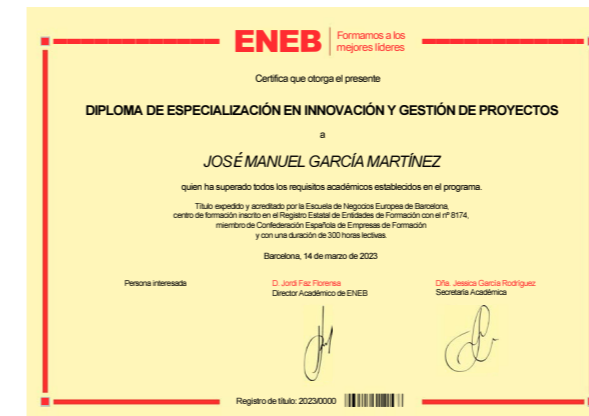 ENEB
Formamos a los
mejores líderes
Certifica que otorga el presente
DIPLOMA DE ESPECIALIZACIÓN EN INNOVACIÓN Y GESTIÓN DE PROYECTOS
a
JOSÉ MANUEL GARCÍA MARTÍNEZ
quien ha superado todos los requisitos académicos establecidos en el programa.
Título expedido y acreditado por la Escuela de Negocios Europea de Barcelona,
centro de formación inscrito en el Registro Estatal de Entidades de Formación con el nº 8174,
miembro de Confederación Española de Empresas de Formación
y con una duración de 300 horas lectivas.
Barcelona, 14 de marzo de 2023
Persona interesada
D. Jordi Faz Florensa
Director Académico de ENEB
Dña. Jessica García Rodríguez
Secretaría Académica
Registro de título: 2023/0000